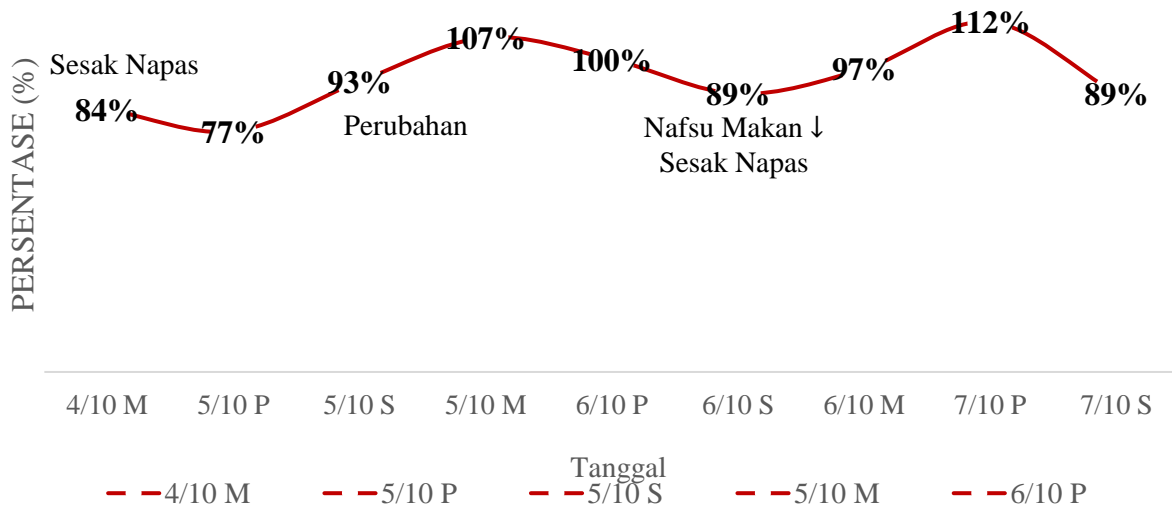 PERSENTASE (%)
Sesak Napas
84%
77%
93%
Perubahan
107%
100%
89%
Nafsu Makan ↓
Sesak Napas
97%
112%
89%
4/10 M 5/10 P 5/10 S 5/10 M 6/10 P 6/10 S 6/10 M 7/10 P 7/10 S
Tanggal
4/10 M 5/10 P 5/10 S 5/10 M 6/10 P